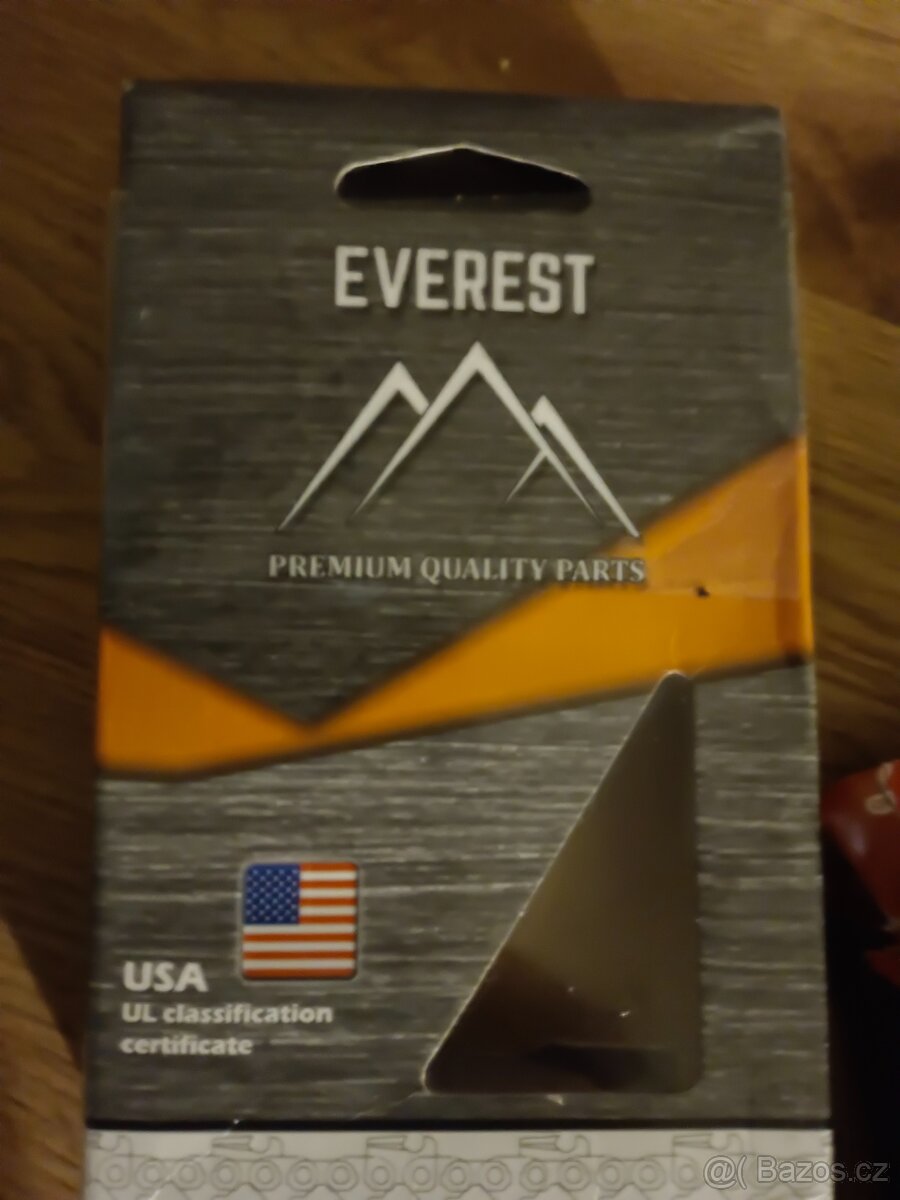 EVEREST
PREMIUM QUALITY PARTS
USA
UL classification
certificate
@( Bazos.cz